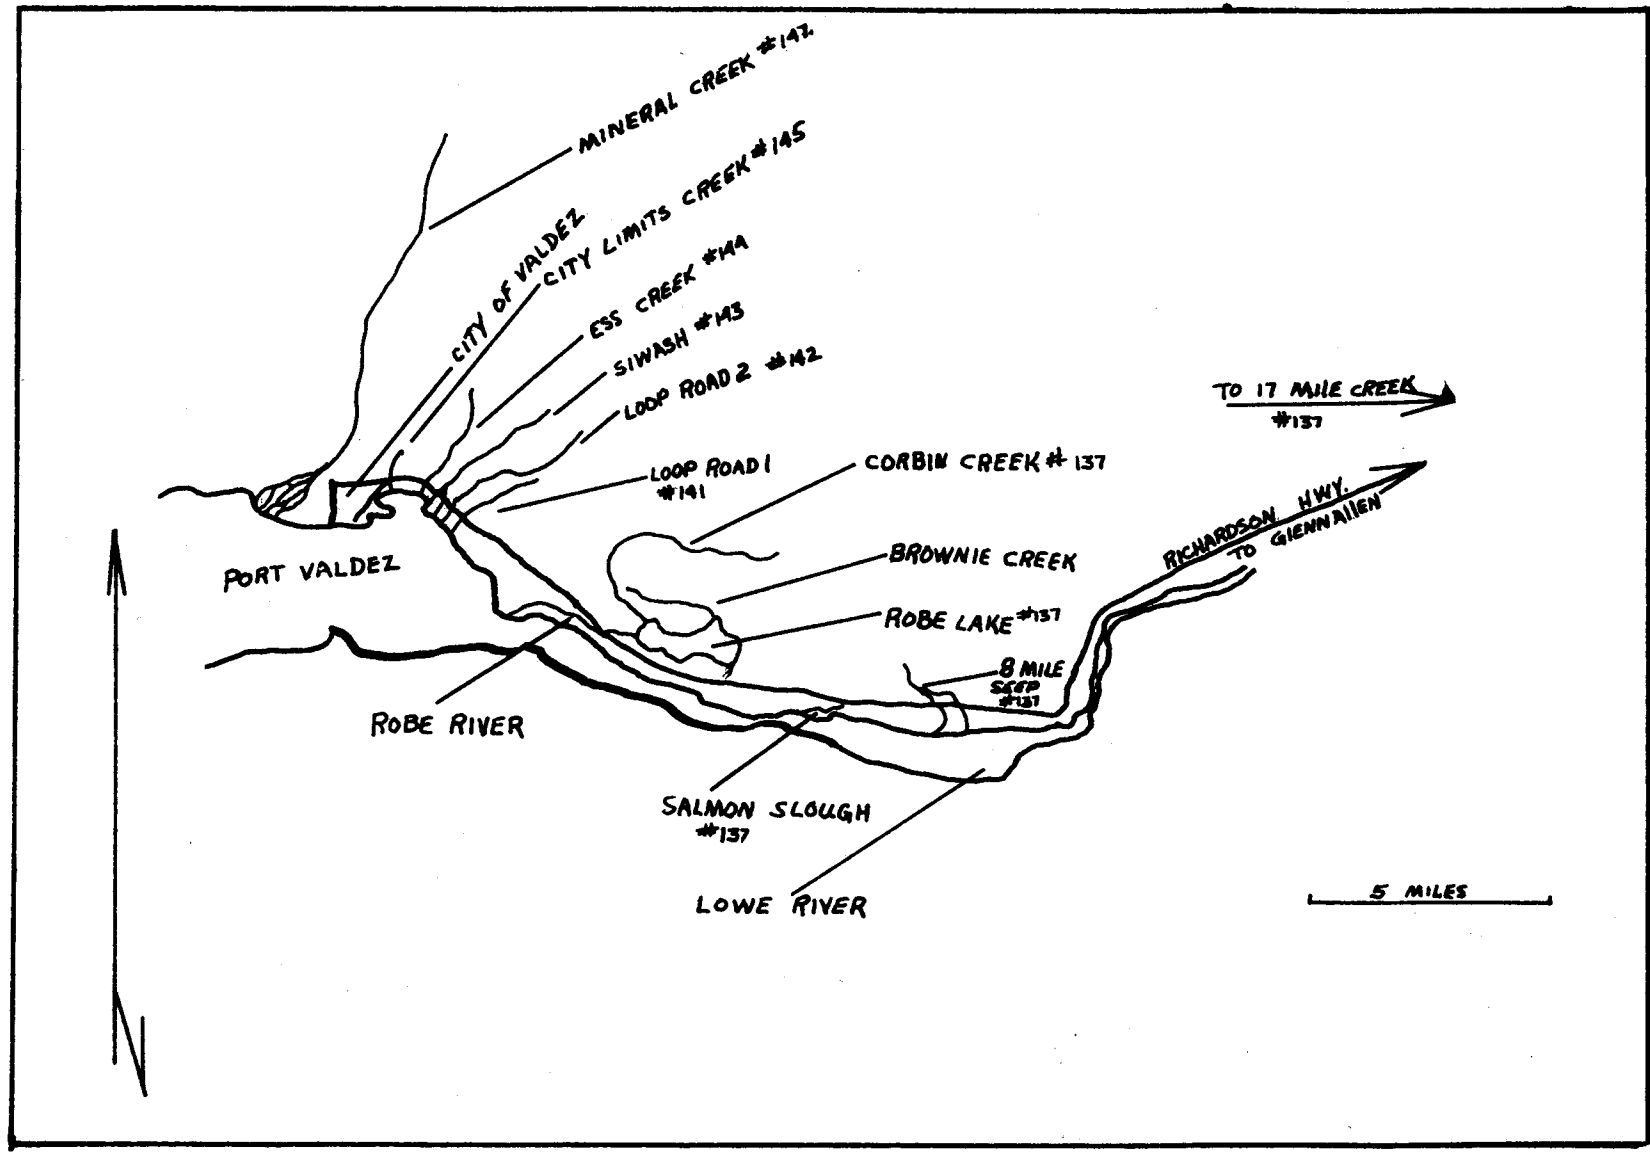 MINERAL CREEK #147
CITY OF VALDEZ
CITY LIMITS CREEK #145
ESS CREEK #144
SIWASH #143
LOOP ROAD 2 #142
LOOP ROAD 1
#141
CORBIN CREEK # 137
TO 17 MILE CREEK
#137
RICHARDSON HWY.
TO GlENNAllEN
BROWNIE CREEK
PORT VALDEZ
ROBE LAKE #137
8 MILE
SEEP
#137
ROBE RIVER
SALMON SLOUGH
#137
LOWE RIVER
5 MILES
N